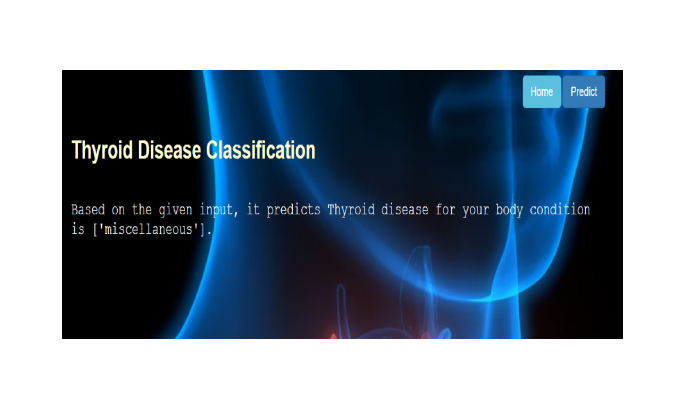 Home Predict
Thyroid Disease Classification
Based on the given input, it predicts Thyroid disease for your body condition
is ['miscellaneous'].